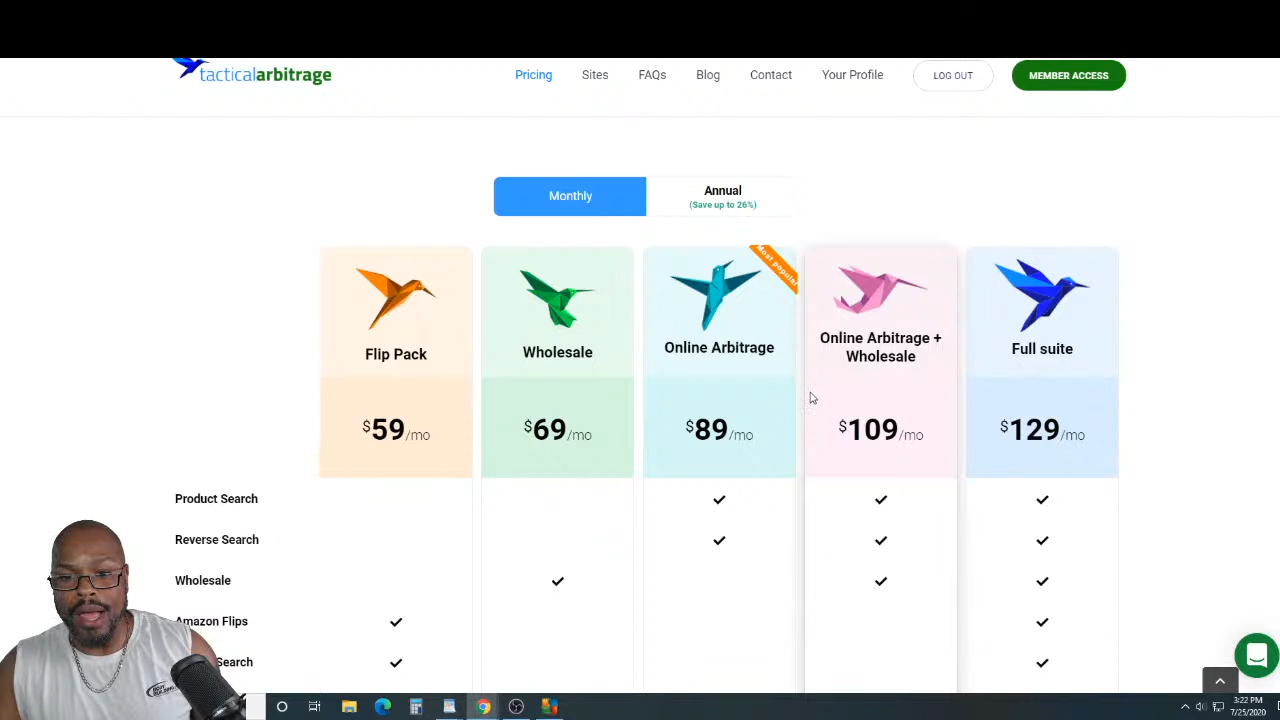 tacticalarbitrage
Pricing
Sites
FAQs
Blog
Contact
Your Profile
LOG OUT
MEMBER ACCESS
Monthly
Annual
(Save up to 26%)
Most popular
Flip Pack
Wholesale
Online Arbitrage
Online Arbitrage +
Wholesale
Full suite
$59/mo
$69/mo
$89/mo
$109/mo
$129/mo
Product Search
Reverse Search
Wholesale
Amazon Flips
Search
3:22 PM
7/25/2020